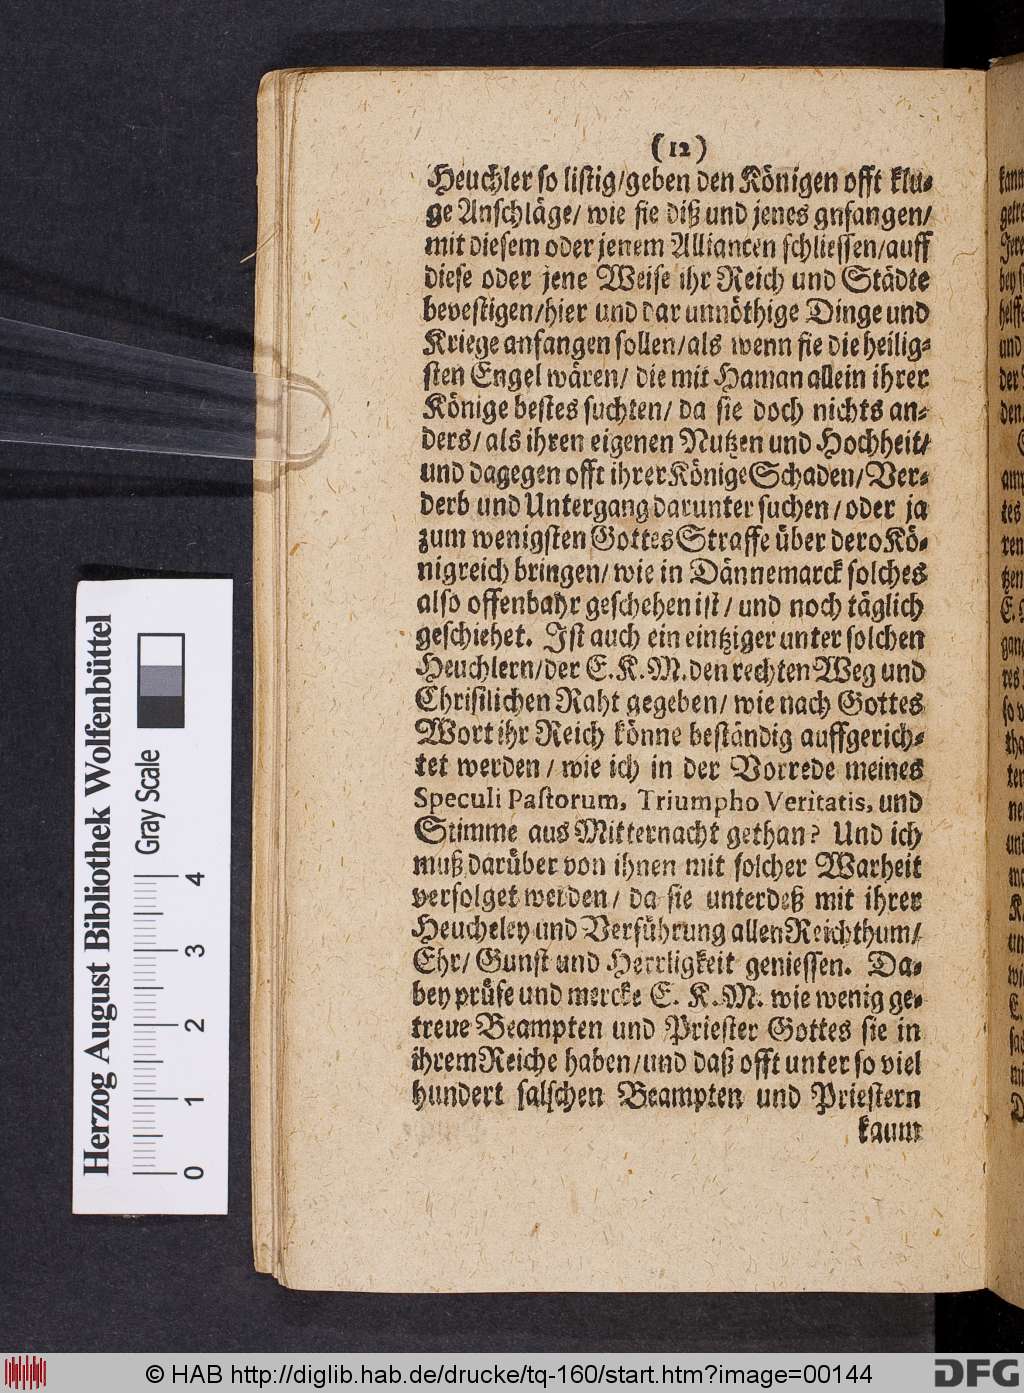 (12)
Heuchler so listig/geben den Königen offt klu-
ge Anschläge/ wie sie diß und jenes gnfangen/
mit diesem oder jenem Alliancen schliessen/auff
diese oder jene Weise ihr Reich und Städte
bevestigen/hier und dar unnöthige Dinge und
Kriege anfangen sollen/als wenn sie die heilig-
sten Engel wären/ die mit Haman allein ihrer
Könige bestes suchten/ da sie doch nichts an-
ders/ als ihren eigenen Nutzen und Hochheit/
und dagegen offt ihrer Könige Schaden/ Ver-
derb und Untergang darunter suchen/ oder ja
zum wenigsten Gottes Straffe über dero Kö-
nigreich bringen/ wie in Dännemarck solches
also offenbahr geschehen ist/ und noch täglich
geschiehet. Ist auch ein eintziger unter solchen
Heuchlern/der E. K. M. den rechten Weg und
Christlichen Raht gegeben/ wie nach Gottes
Wort ihr Reich könne beständig auffgerich-
tet werden/ wie ich in der Vorrede meines
Speculi Pastorum, Triumpho Veritatis, und
Stimme aus Mitternacht gethan? Und ich
muß darüber von ihnen mit solcher Warheit
verfolget werden/ da sie unterdeß mit ihrer
Heucheley und Verführung allen Reichthum/
Ehr/ Gunst und Herrligkeit geniessen. Da-
bey prüfe und mercke E. K. M. wie wenig ge-
treue Beampten und Priester Gottes sie in
ihrem Reiche haben/und daß offt unter so viel
hundert falschen Beampten und Priestern
kaum
Herzog August Bibliothek Wolfenbüttel
Gray Scale
0 1 2 3 4
© HAB http://diglib.hab.de/drucke/tq-160/start.htm?image=00144
DFG